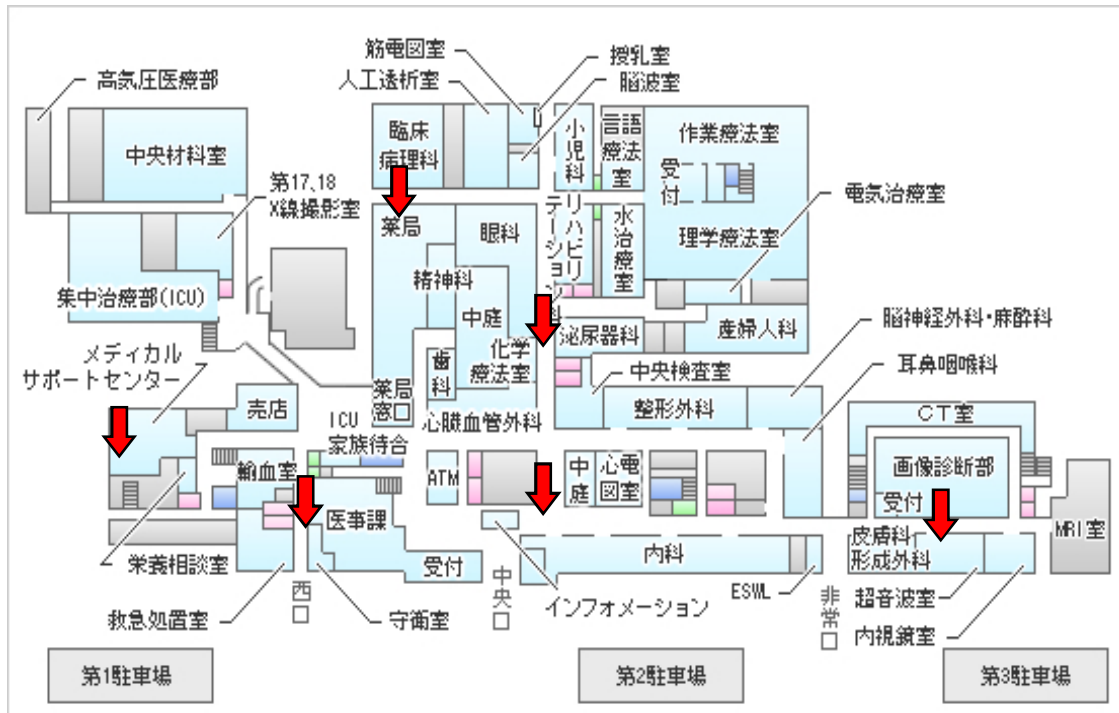 筋電図室
授乳室
高気圧医療部
人工透析室
脳波室
臨床
病理科
小児科
言語療法室
作業療法室
中央材料室
受付
第17、18
X線撮影室
電気治療室
薬局
眼科
リハビリテーション科
水治療室
理学療法室
精神科
集中治療部(ICU)
中庭
泌尿器科
産婦人科
脳神経外科・麻酔科
メディカル
サポートセンター
歯科
化学
療法室
中央検査室
耳鼻咽喉科
売店
薬局
窓口
整形外科
CT室
ICU
家族待合
心臓血管外科
輸血室
ATM
中庭
心電図室
画像診断部
受付
医事課
皮膚科
形成外科
MRI室
栄養相談室
受付
中央口
内科
西口
インフォメーション
ESWL
非常口
超音波室
救急処置室
守衛室
内視鏡室
第1駐車場
第2駐車場
第3駐車場